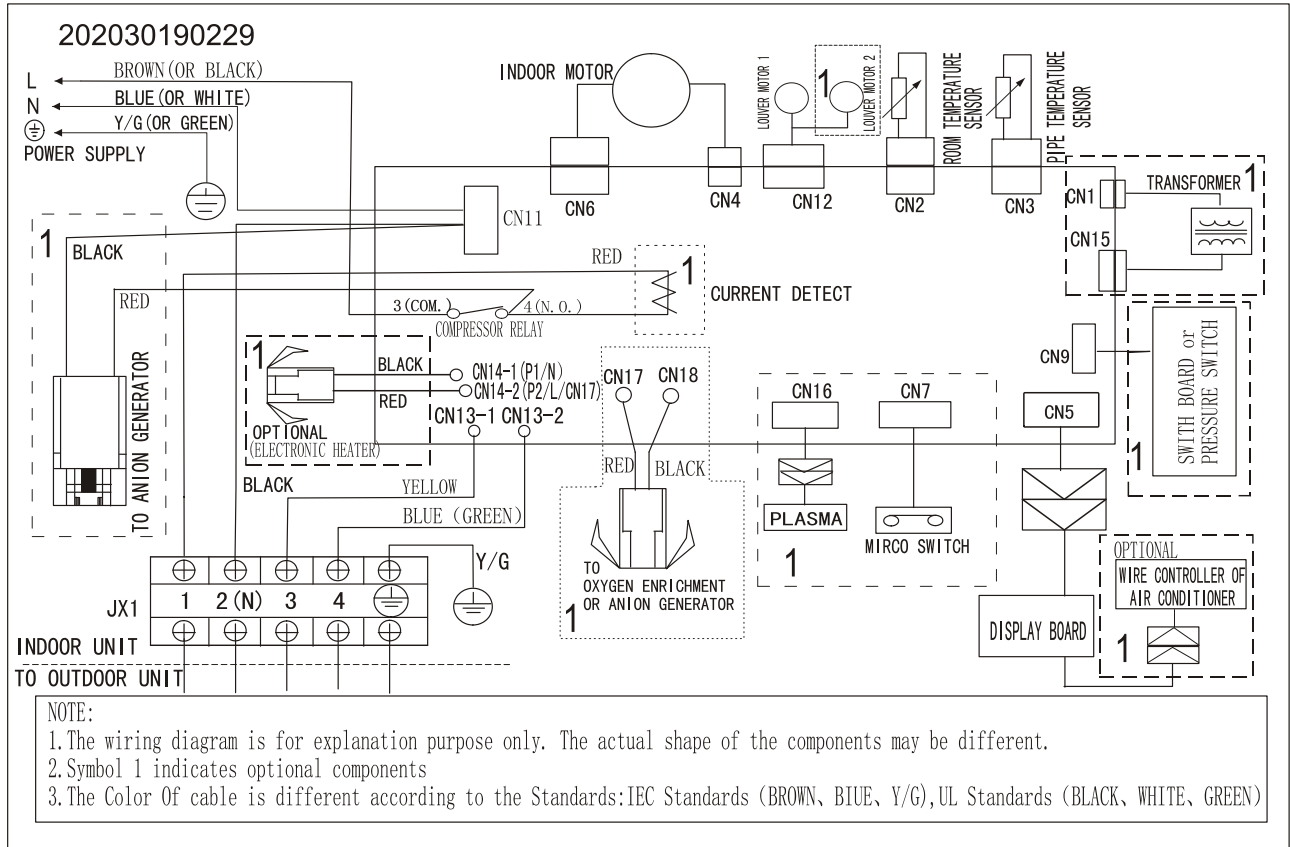 202030190229
L
BROWN(OR BLACK)
N
BLUE(OR WHITE)
Y/G(OR GREEN)
POWER SUPPLY
INDOOR MOTOR
LOUVER MOTOR 1
1
LOUVER MOTOR 2
ROOM TEMPERATURE
SENSOR
PIPE TEMPERATURE
SENSOR
CN6
CN4
CN12
CN2
CN3
CN1
TRANSFORMER
1
CN15
CN11
1
BLACK
RED
TO ANION GENERATOR
RED
1
CURRENT DETECT
3(COM.)
4(N.O.)
COMPRESSOR RELAY
1
BLACK
RED
OPTIONAL
(ELECTRONIC HEATER)
CN14-1(P1/N)
CN14-2(P2/L/CN17)
CN13-1 CN13-2
CN17
CN18
RED
BLACK
TO
OXYGEN ENRICHMENT
OR ANION GENERATOR
1
CN16
CN7
PLASMA
MIRCO SWITCH
1
CN9
CN5
SWITH BOARD or
PRESSURE SWITCH
1
BLACK
YELLOW
BLUE (GREEN)
Y/G
JX1
1
2(N)
3
4
INDOOR UNIT
TO OUTDOOR UNIT
DISPLAY BOARD
OPTIONAL
WIRE CONTROLLER OF
AIR CONDITIONER
1
NOTE:
1.The wiring diagram is for explanation purpose only. The actual shape of the components may be different.
2.Symbol 1 indicates optional components
3.The Color Of cable is different according to the Standards:IEC Standards (BROWN、BIUE、Y/G),UL Standards (BLACK、WHITE、GREEN)